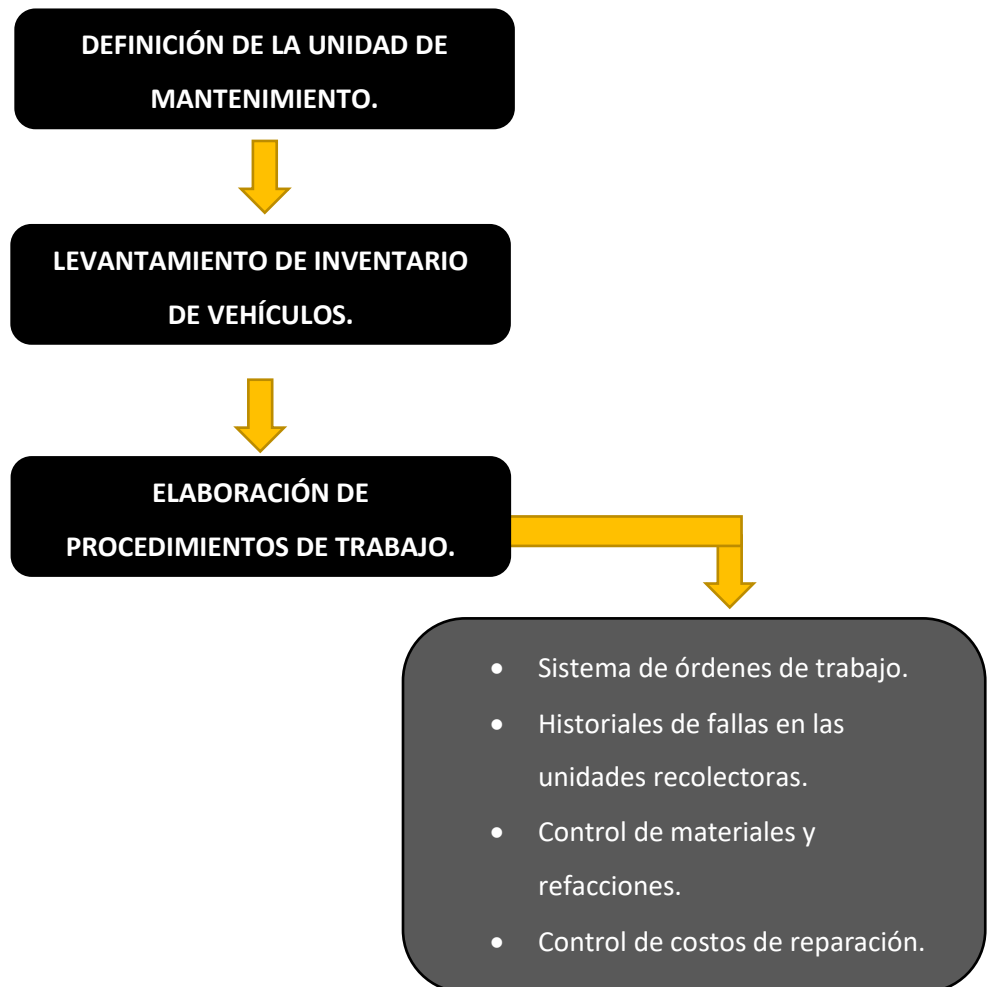 DEFINICIÓN DE LA UNIDAD DE
MANTENIMIENTO.
LEVANTAMIENTO DE INVENTARIO
DE VEHÍCULOS.
ELABORACIÓN DE
PROCEDIMIENTOS DE TRABAJO.
• Sistema de órdenes de trabajo.
• Historiales de fallas en las
unidades recolectoras.
• Control de materiales y
refacciones.
• Control de costos de reparación.